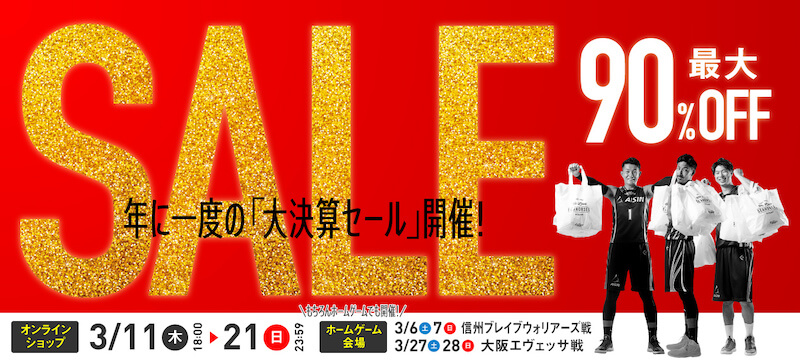 SALE
最大
90%OFF
年に一度の「大決算セール」開催!
AISIN
1
\もちろんホームゲームでも開催!/
オンライン
ショップ
3/11 木 18:00 ▶ 21 日 23:59
ホームゲーム
会場
3/6 土 7 日 信州ブレイブウォリアーズ戦
3/27 土 28 日 大阪エヴェッサ戦